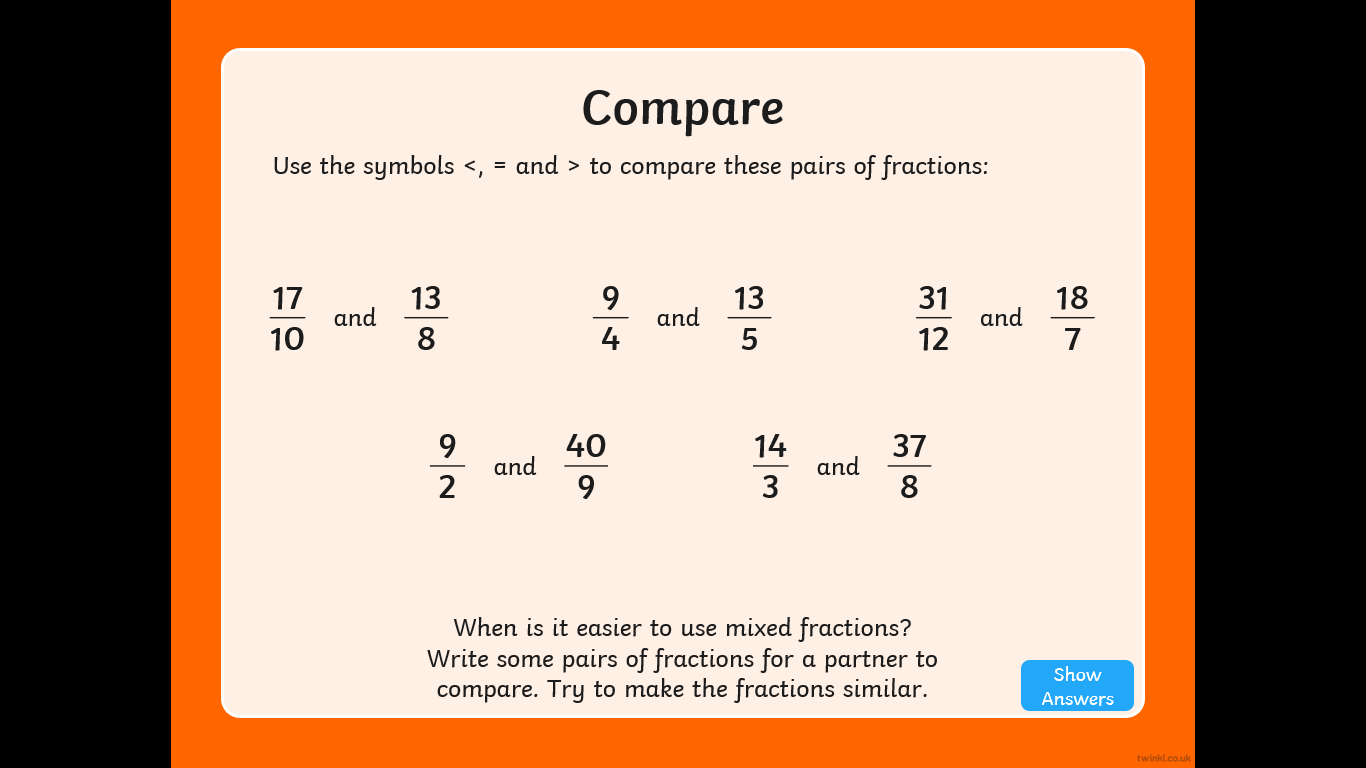 Compare
Use the symbols <, = and > to compare these pairs of fractions:
17/10 and 13/8
9/4 and 13/5
31/12 and 18/7
9/2 and 40/9
14/3 and 37/8
When is it easier to use mixed fractions?
Write some pairs of fractions for a partner to
compare. Try to make the fractions similar.
Show
Answers
twinkl.co.uk